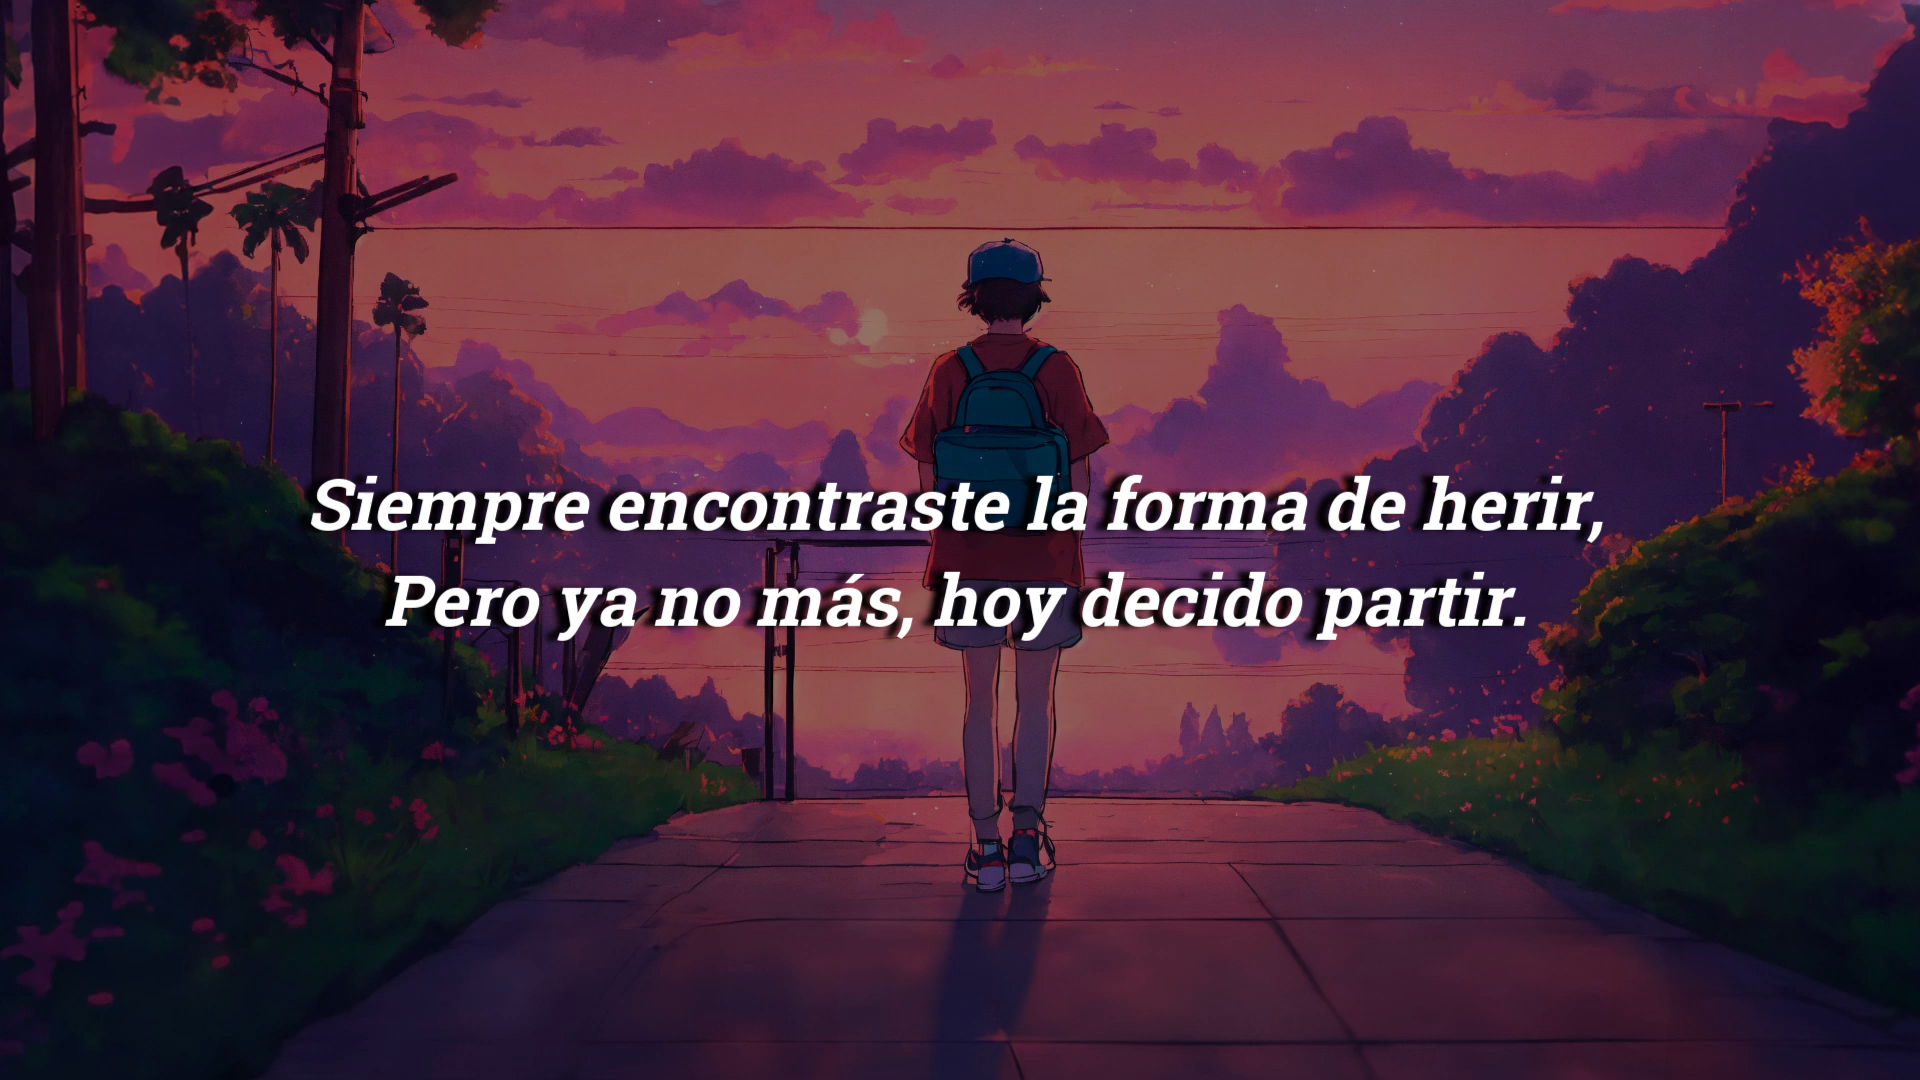 Siempre encontraste la forma de herir,
Pero ya no más, hoy decido partir.